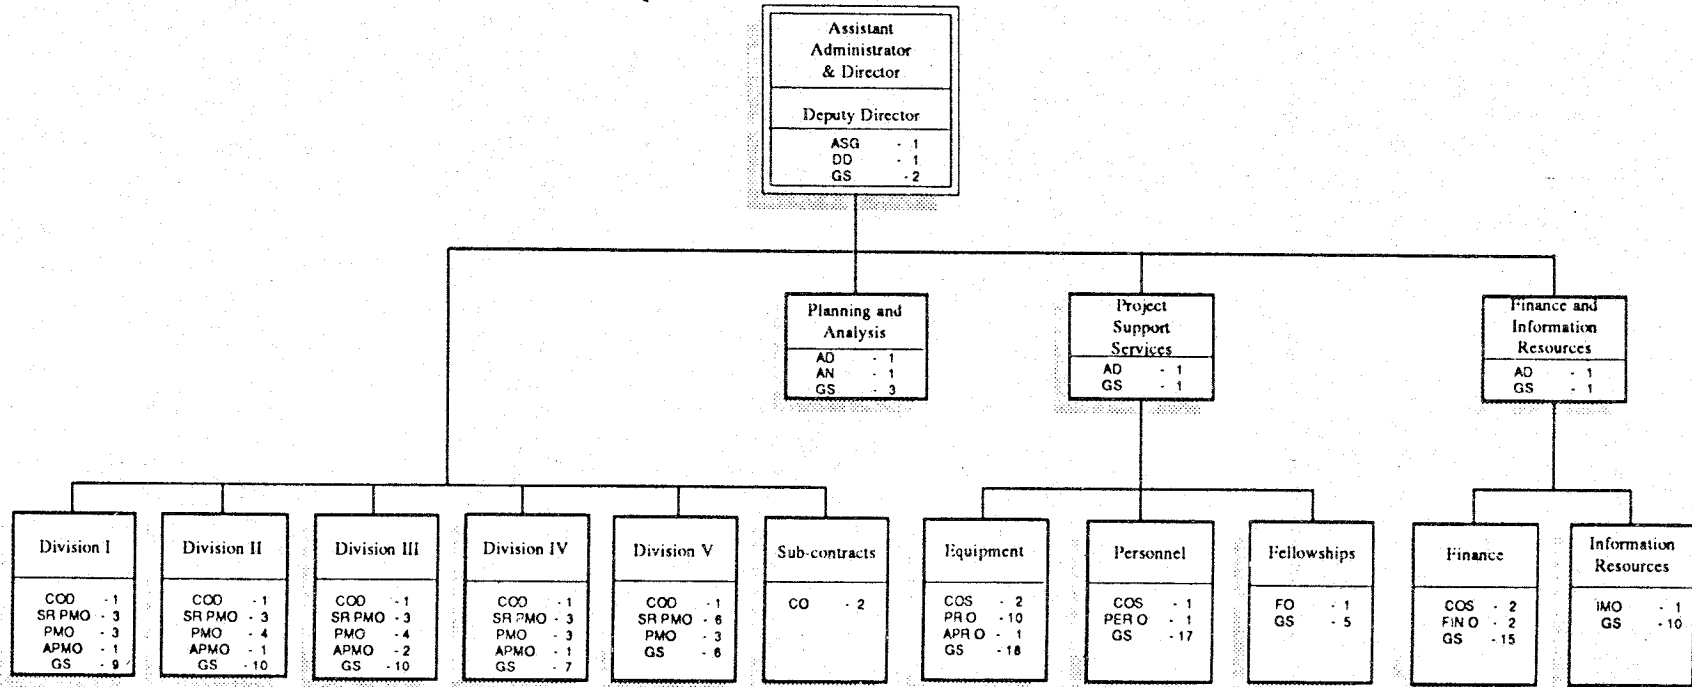 Assistant
Administrator
& Director
Deputy Director
ASG - 1
DD - 1
GS - 2
Planning and
Analysis
AD - 1
AN - 1
GS - 3
Project
Support
Services
AD - 1
GS - 1
Finance and
Information
Resources
AD - 1
GS - 1
Division I
COD - 1
SR PMO - 3
PMO - 3
APMO - 1
GS - 9
Division II
COD - 1
SR PMO - 3
PMO - 4
APMO - 1
GS - 10
Division III
COD - 1
SR PMO - 3
PMO - 4
APMO - 2
GS - 10
Division IV
COD - 1
SR PMO - 3
PMO - 3
APMO - 1
GS - 7
Division V
COD - 1
SR PMO - 6
PMO - 3
GS - 6
Sub-contracts
CO - 2
Equipment
COS - 2
PR O - 10
APR O - 1
GS - 18
Personnel
COS - 1
PER O - 1
GS - 17
Fellowships
FO - 1
GS - 5
Finance
COS - 2
FIN O - 2
GS - 15
Information
Resources
IMO - 1
GS - 10